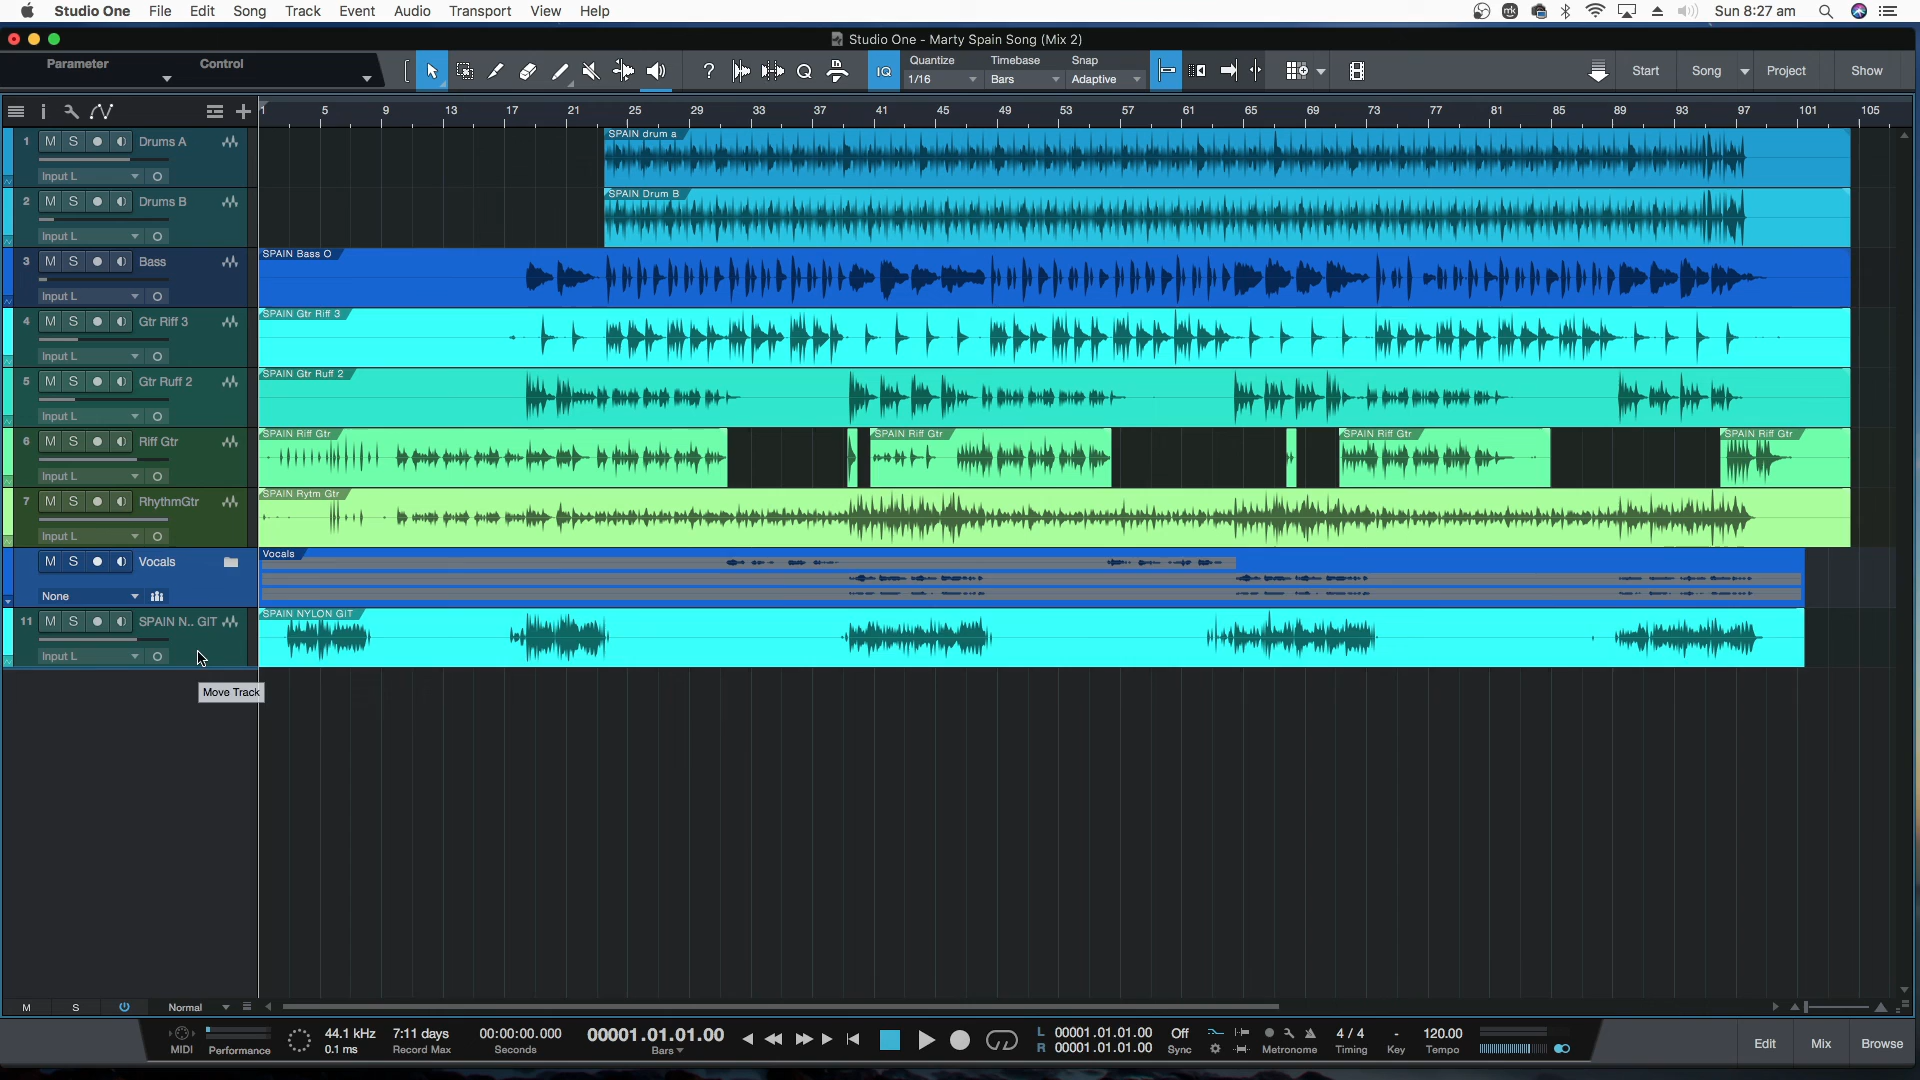 Studio One File Edit Song Track Event Audio Transport View Help
Sun 8:27 am
Studio One - Marty Spain Song (Mix 2)
Parameter
Control
?
IQ
Quantize
1/16
Timebase
Bars
Snap
Adaptive
Start
Song
Project
Show
1 5 9 13 17 21 25 29 33 37 41 45 49 53 57 61 65 69 73 77 81 85 89 93 97 101 105
1 M S Drums A
Input L
SPAIN drum a
2 M S Drums B
Input L
SPAIN Drum B
3 M S Bass
Input L
SPAIN Bass O
4 M S Gtr Riff 3
Input L
SPAIN Gtr Riff 3
5 M S Gtr Ruff 2
Input L
SPAIN Gtr Ruff 2
6 M S Riff Gtr
Input L
SPAIN Riff Gtr
SPAIN Riff Gtr
SPAIN Riff Gtr
SPAIN Riff Gtr
7 M S RhythmGtr
Input L
SPAIN Rytm Gtr
M S Vocals
None
Vocals
11 M S SPAIN N.. GIT
Input L
SPAIN NYLON GIT
Move Track
M S Normal
MIDI
Performance
44.1 kHz
0.1 ms
7:11 days
Record Max
00:00:00.000
Seconds
00001.01.01.00
Bars
L 00001.01.01.00
R 00001.01.01.00
Off
Sync
Metronome
4 / 4
Timing
-
Key
120.00
Tempo
Edit
Mix
Browse